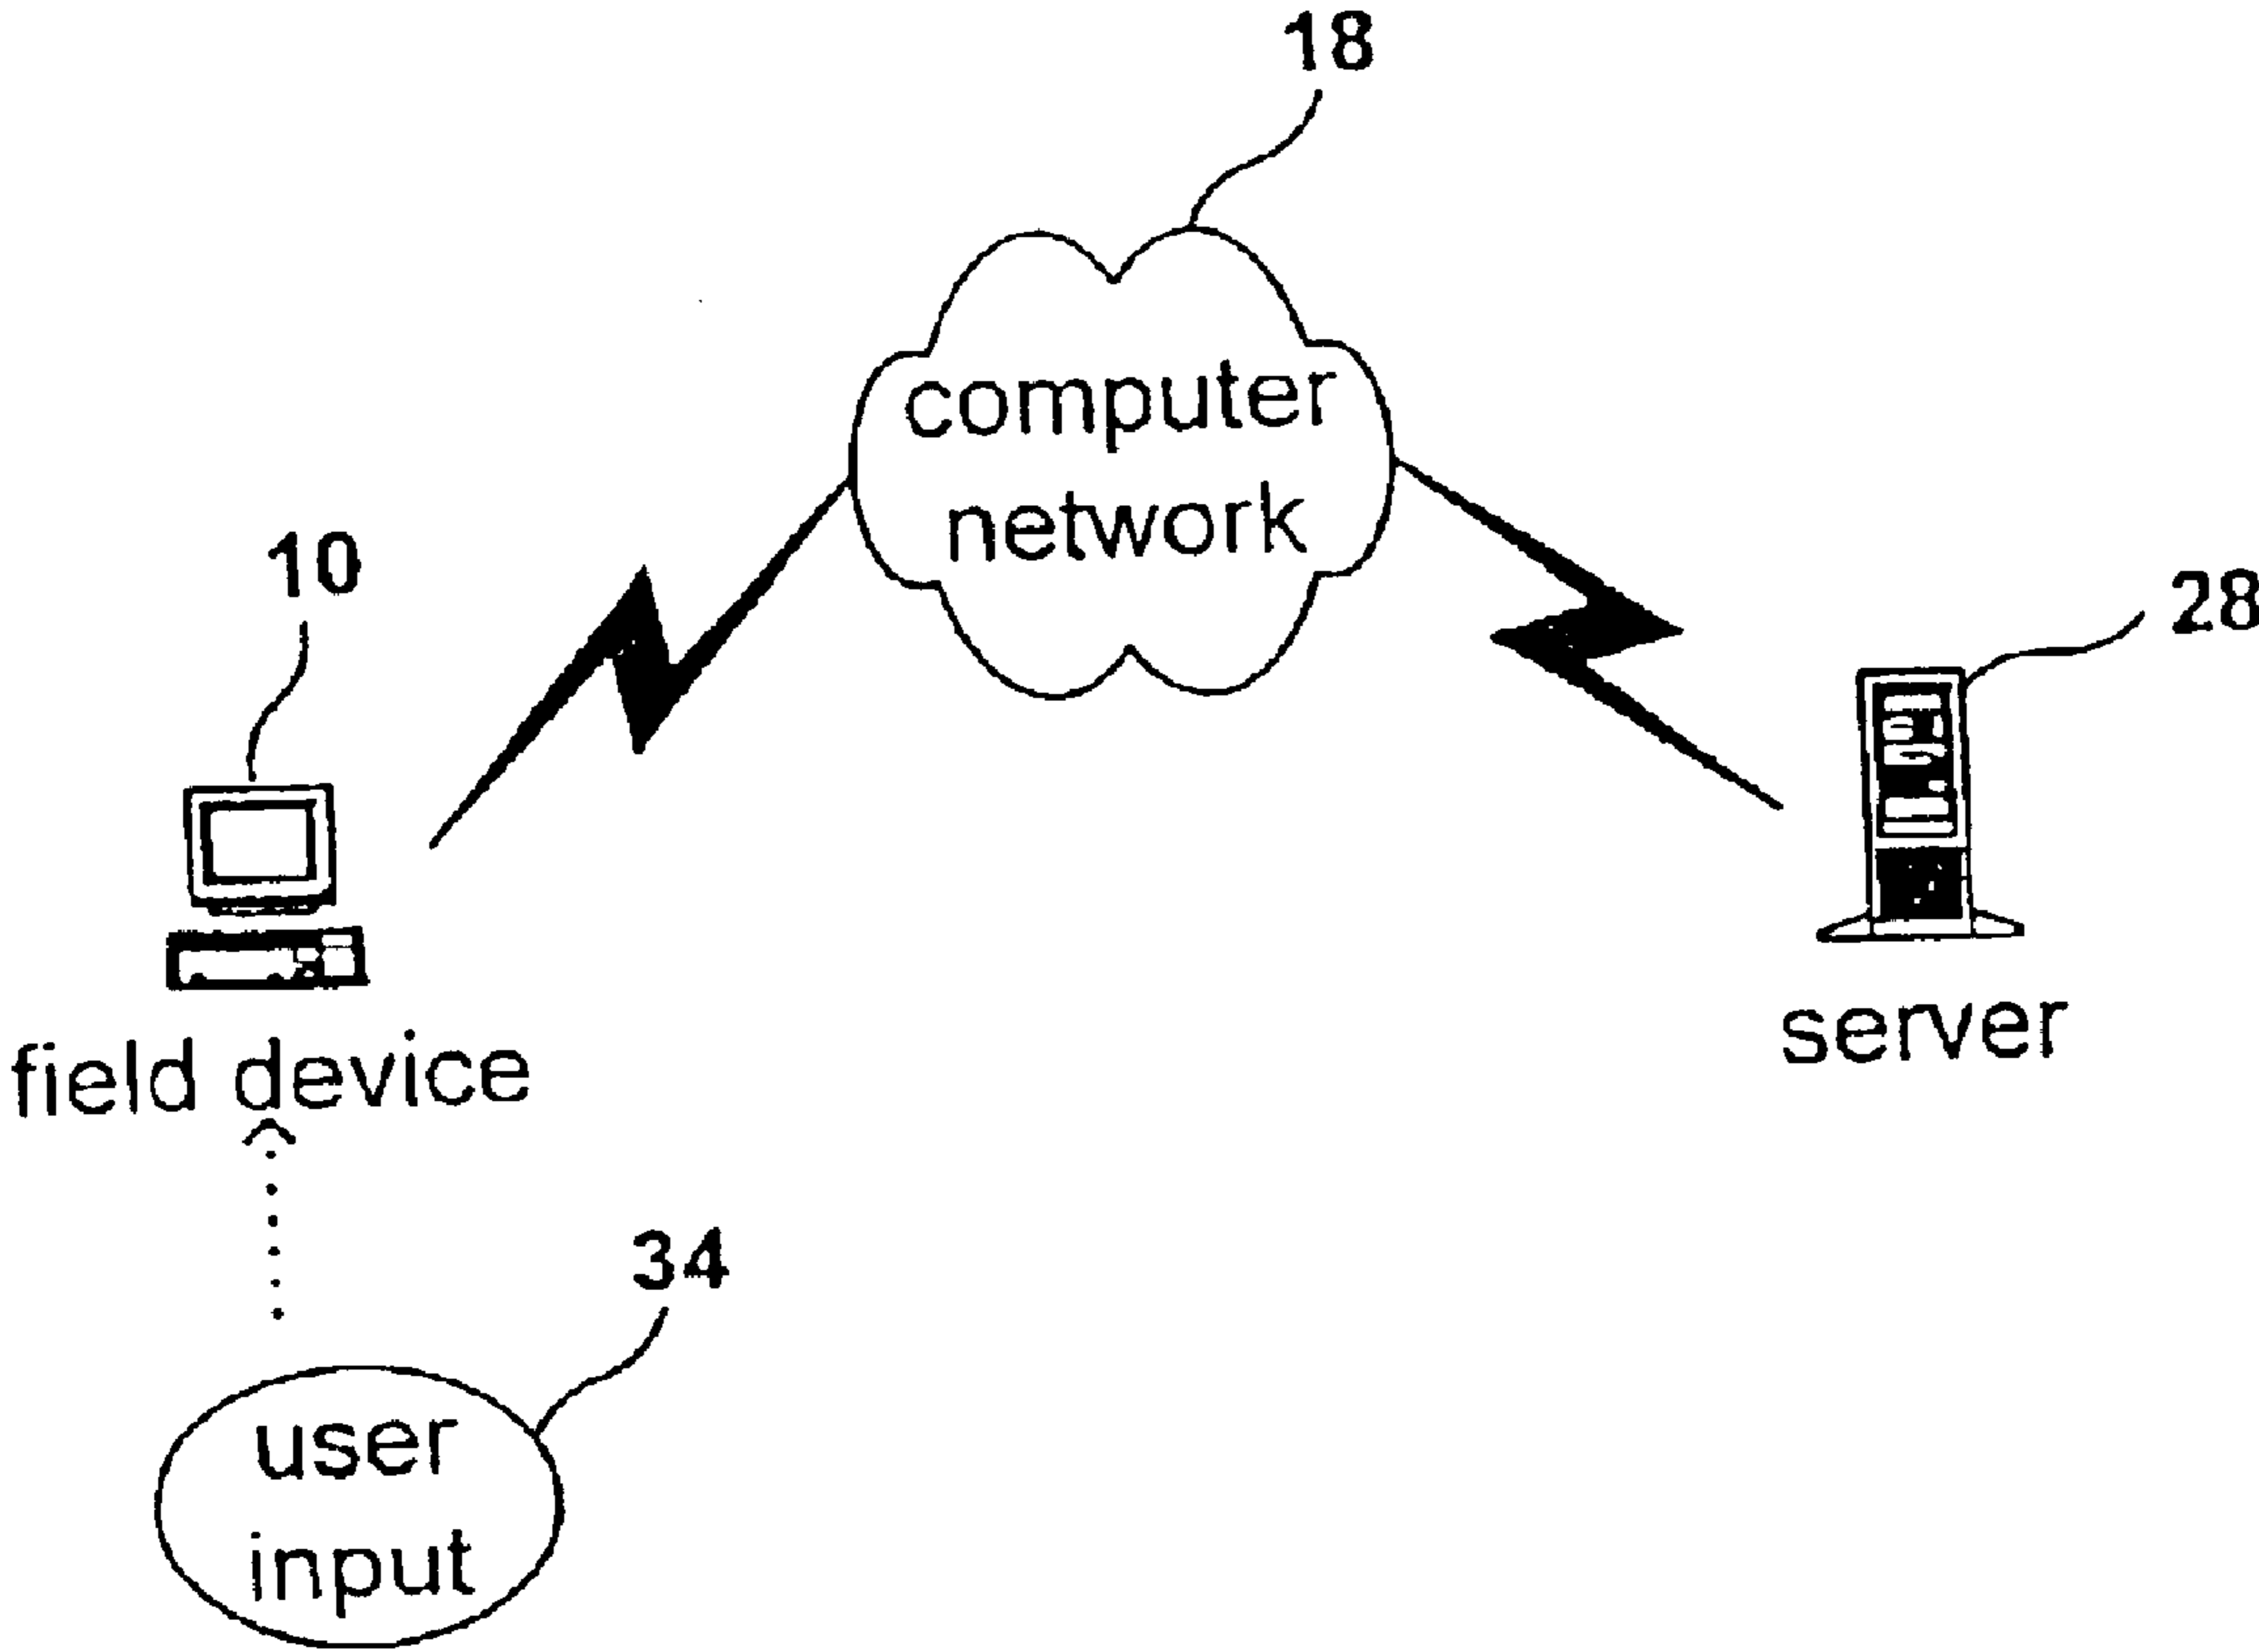 18
computer
network
10
28
field device
server
34
user
input